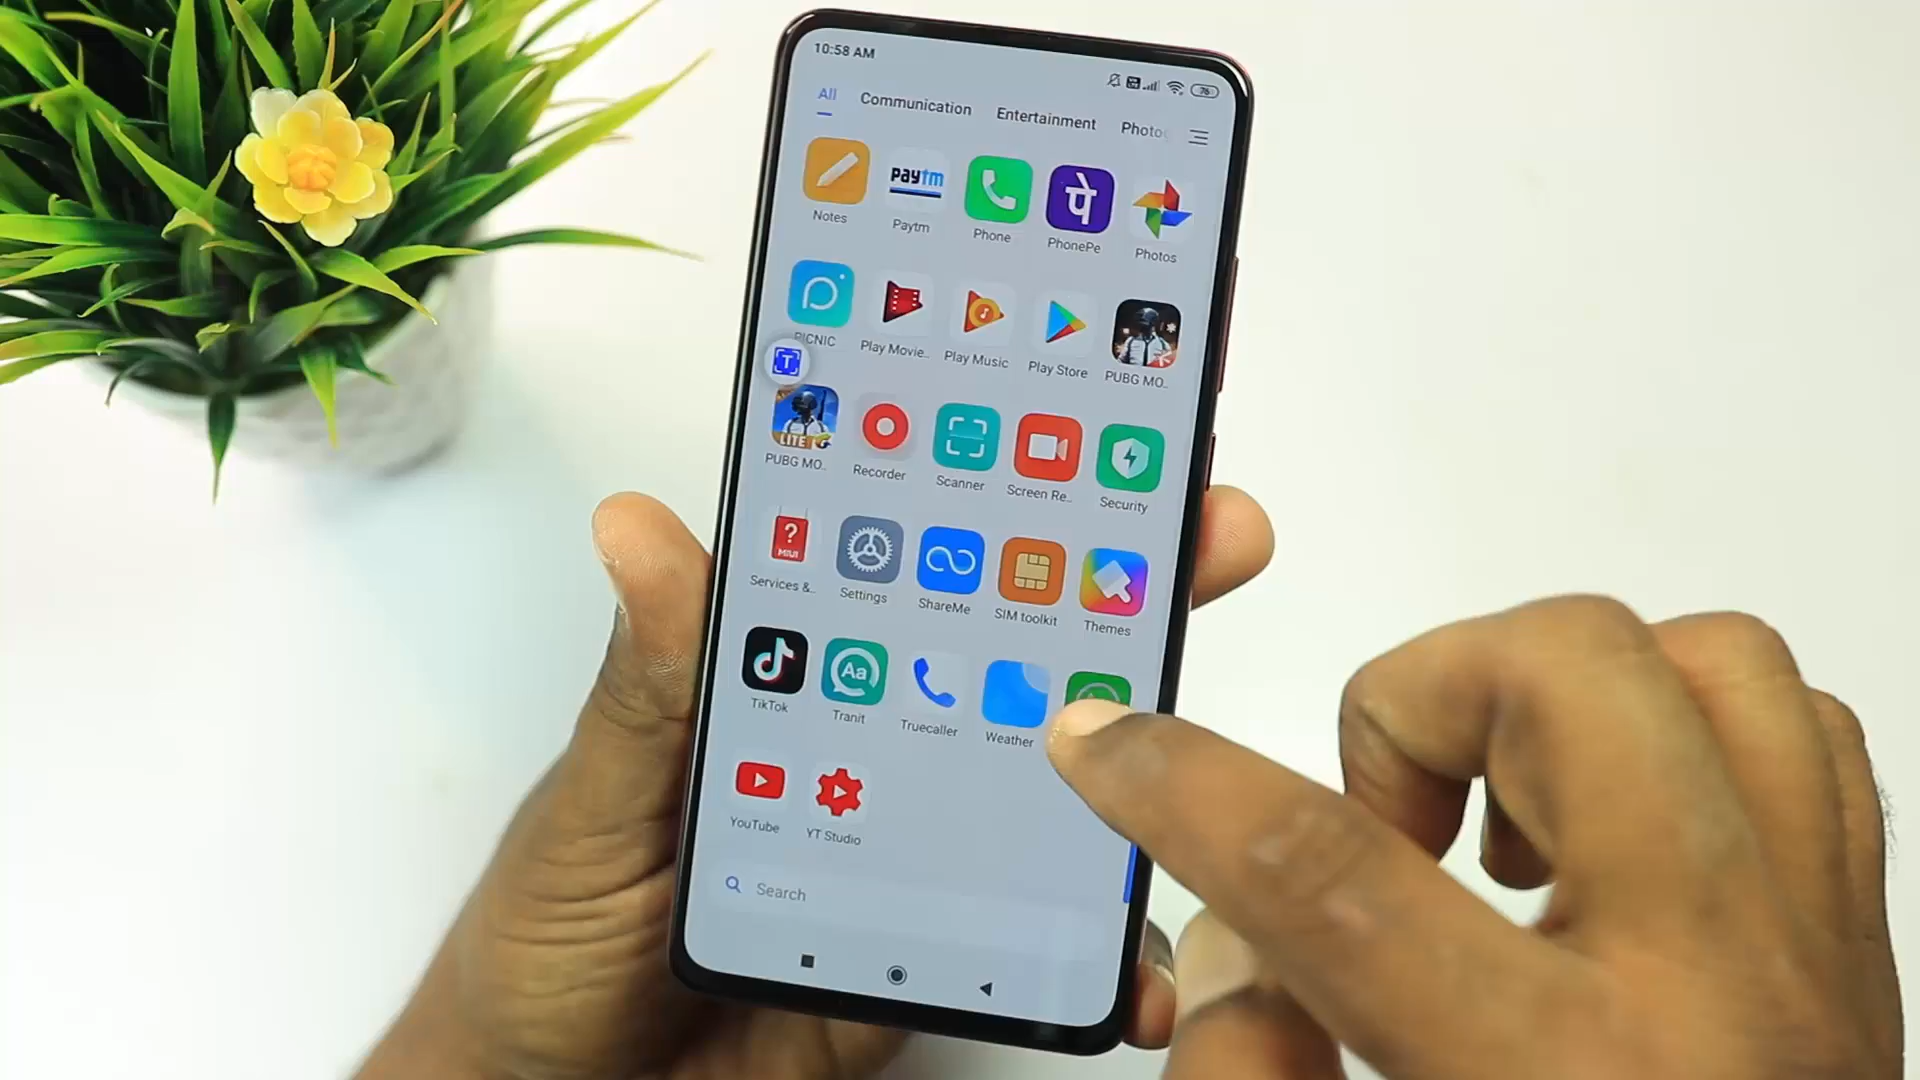 10:58 AM
76
All Communication Entertainment Photo
paytm पे
Notes Paytm Phone PhonePe Photos
PICNIC Play Movie.. Play Music Play Store PUBG MO..
T
LITE
PUBG MO.. Recorder Scanner Screen Re.. Security
?
MIUI
Services &.. Settings ShareMe SIM toolkit Themes
Aa
TikTok Tranit Truecaller Weather
YouTube YT Studio
Search